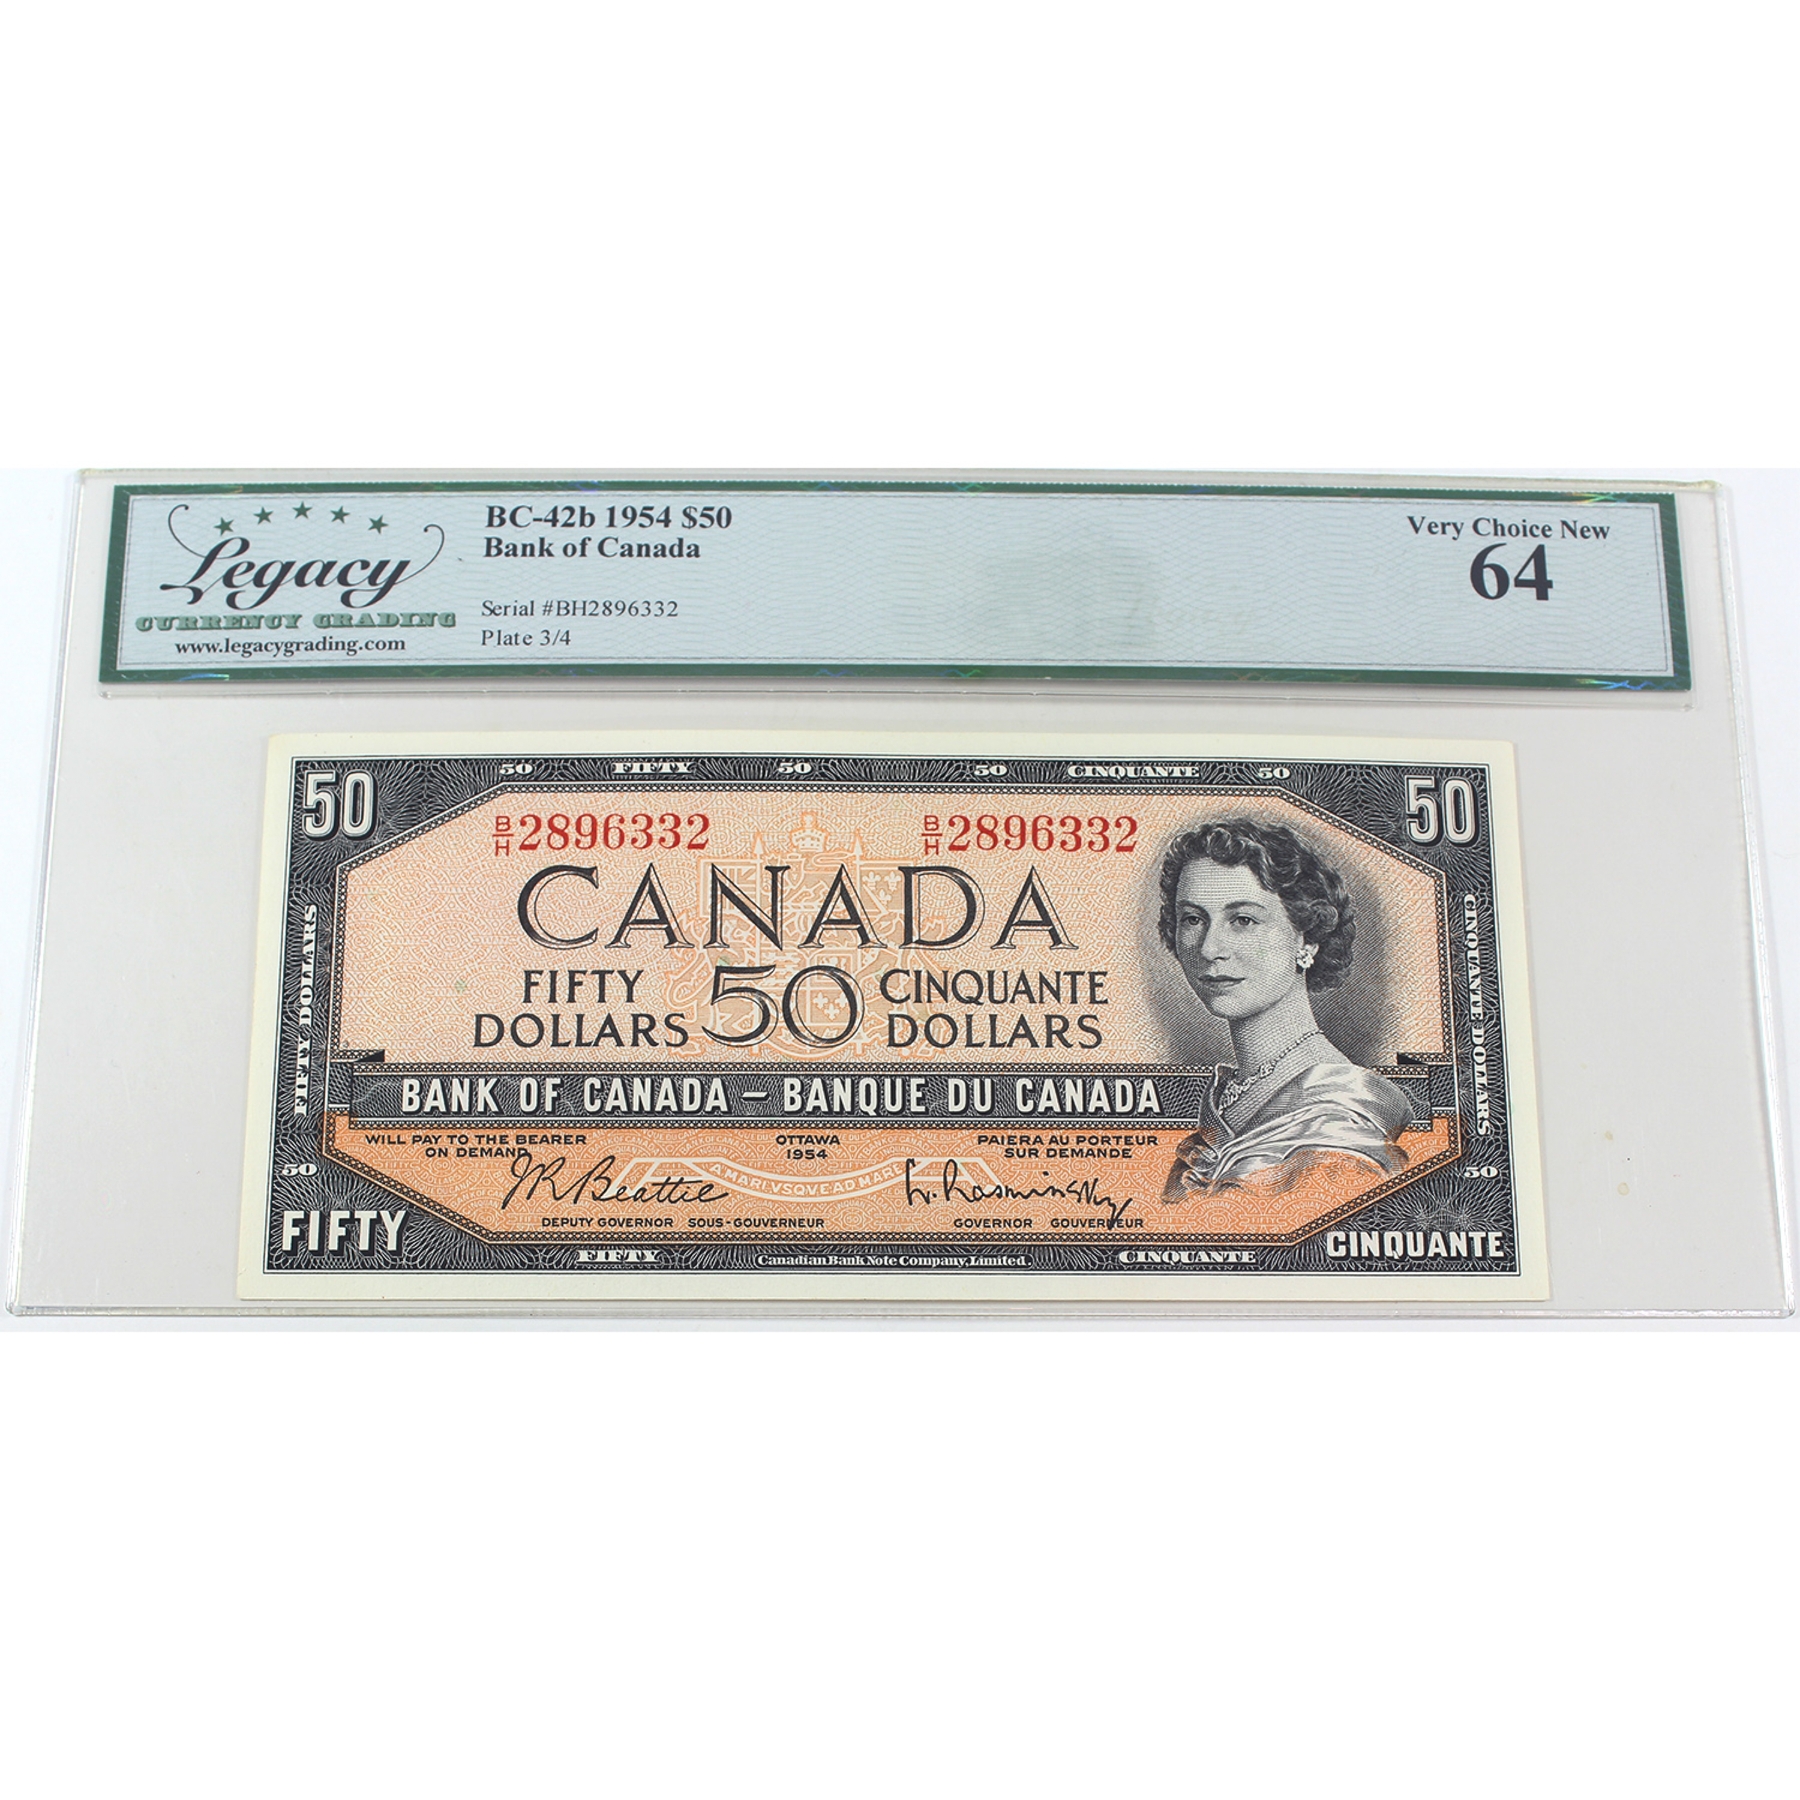 Legacy
CURRENCY GRADING
www.legacygrading.com
BC-42b 1954 $50
Bank of Canada
Serial #BH2896332
Plate 3/4
Very Choice New
64
50 FIFTY 50 50 CINQUANTE 50
50 50
B/H 2896332 B/H 2896332
CANADA
FIFTY DOLLARS
50
CINQUANTE DOLLARS
FIFTY DOLLARS
CINQUANTE DOLLARS
BANK OF CANADA – BANQUE DU CANADA
WILL PAY TO THE BEARER OTTAWA PAIERA AU PORTEUR
ON DEMAND 1954 SUR DEMANDE
50 50
A MARI VSQVE AD MARE
JRBeattie L. Rasminsky
DEPUTY GOVERNOR SOUS-GOUVERNEUR GOVERNOR GOUVERNEUR
FIFTY CINQUANTE
FIFTY Canadian Bank Note Company, Limited. CINQUANTE